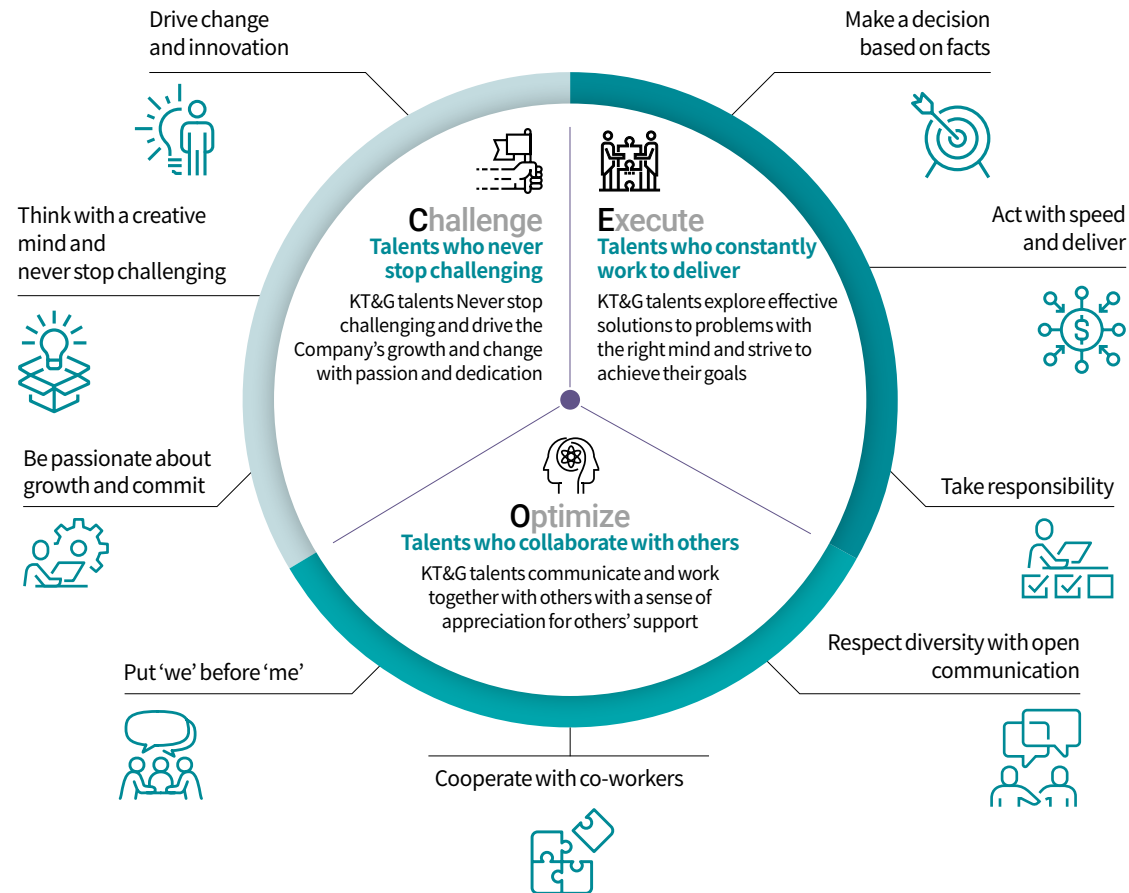 Drive change
and innovation
Make a decision
based on facts
Think with a creative
mind and
never stop challenging
Act with speed
and deliver
Challenge
Talents who never
stop challenging
KT&G talents Never stop
challenging and drive the
Company's growth and change
with passion and dedication
Execute
Talents who constantly
work to deliver
KT&G talents explore effective
solutions to problems with
the right mind and strive to
achieve their goals
$
Be passionate about
growth and commit
Take responsibility
Optimize
Talents who collaborate with others
KT&G talents communicate and work
together with others with a sense of
appreciation for others' support
Put ‘we’ before ‘me’
Respect diversity with open
communication
Cooperate with co-workers